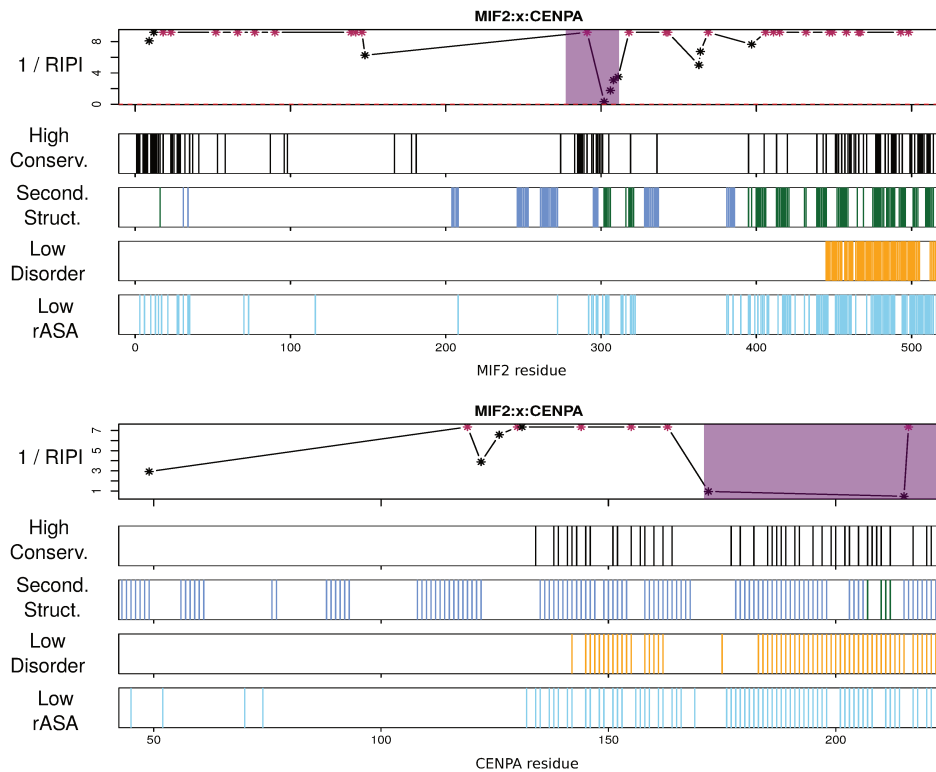 MIF2:x:CENPA
1 / RIPI
0 4 8
High
Conserv.
Second.
Struct.
Low
Disorder
Low
rASA
0 100 200 300 400 500
MIF2 residue
MIF2:x:CENPA
1 / RIPI
1 3 5 7
High
Conserv.
Second.
Struct.
Low
Disorder
Low
rASA
50 100 150 200
CENPA residue